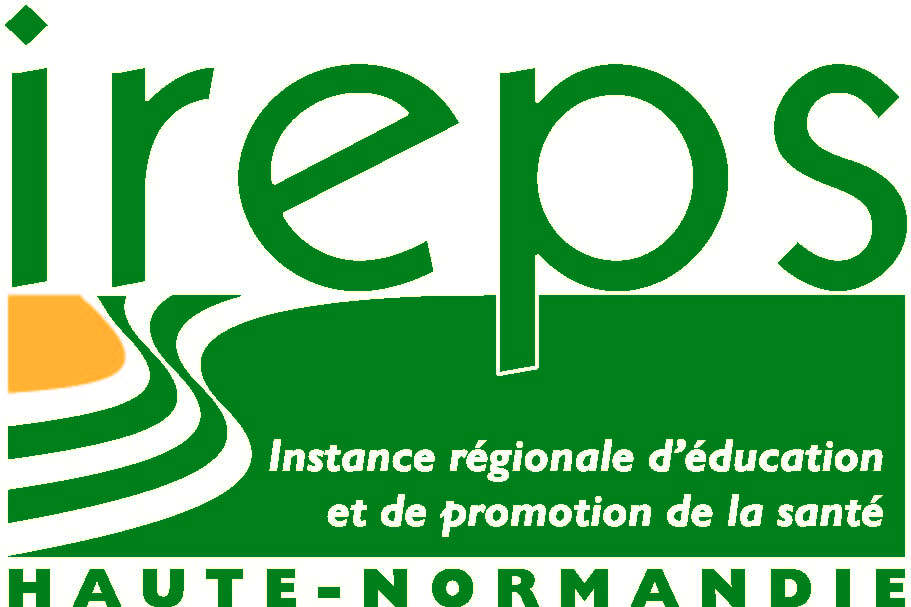 ireps
Instance régionale d'éducation
et de promotion de la santé
HAUTE-NORMANDIE